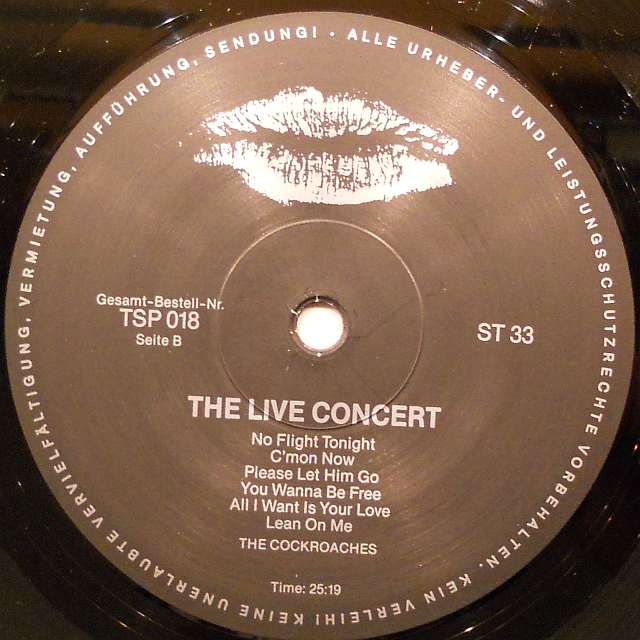 ALLE URHEBER- UND LEISTUNGSSCHUTZRECHTE VORBEHALTEN. KEIN VERLEIH! KEINE UNERLAUBTE VERVIELFÄLTIGUNG, VERMIETUNG, AUFFÜHRUNG, SENDUNG! •
Gesamt-Bestell-Nr.
TSP 018
Seite B
ST 33
THE LIVE CONCERT
No Flight Tonight
C'mon Now
Please Let Him Go
You Wanna Be Free
All I Want Is Your Love
Lean On Me
THE COCKROACHES
Time: 25:19